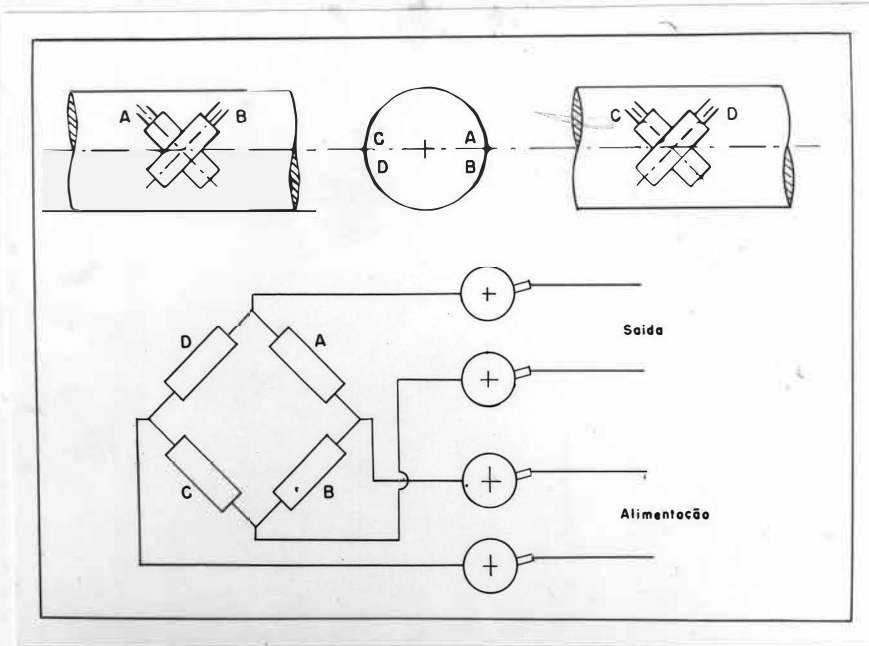 A B
C A
D B
C D
D A
C B
Saida
Alimentação